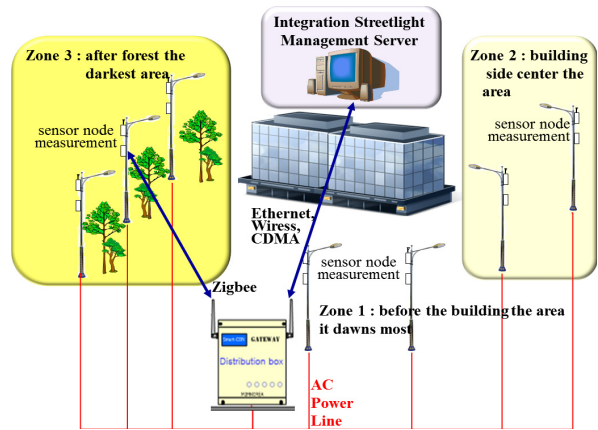 Integration Streetlight
Management Server
Zone 3 : after forest the
darkest area
Zone 2 : building
side center the
area
sensor node
measurement
sensor node
measurement
Ethernet,
Wiress,
CDMA
sensor node
measurement
Zigbee
Zone 1 : before the building the area
it dawns most
GATEWAY
Distribution box
AC
Power
Line